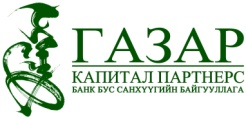 ГАЗАР
КАПИТАЛ ПАРТНЕРС
БАНК БУС САНХҮҮГИЙН БАЙГУУЛЛАГА